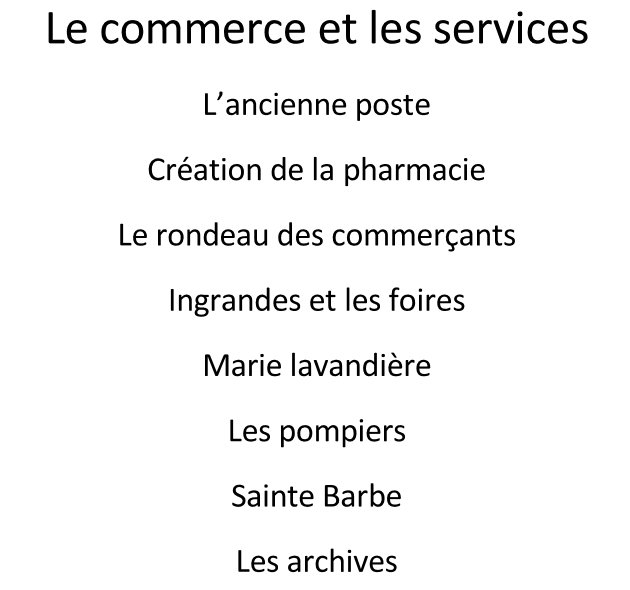 Le commerce et les services
L’ancienne poste
Création de la pharmacie
Le rondeau des commerçants
Ingrandes et les foires
Marie lavandière
Les pompiers
Sainte Barbe
Les archives